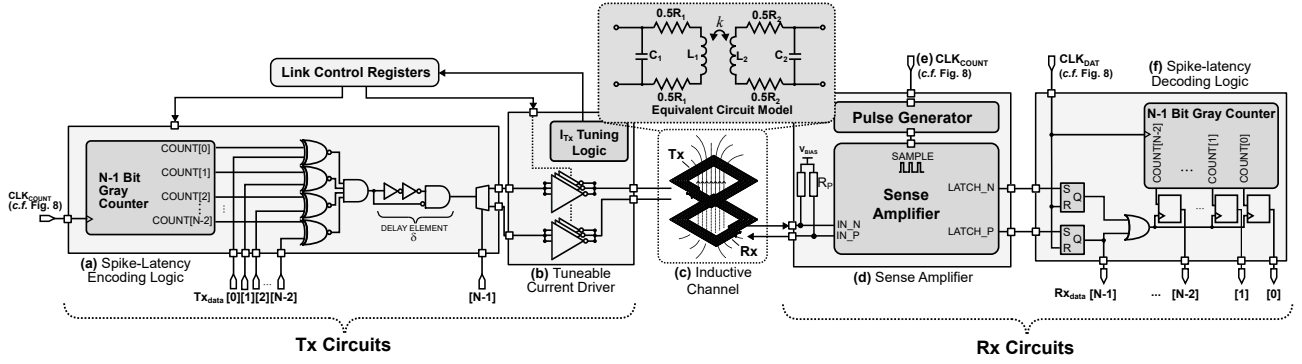 0.5R1
k
0.5R2
C1
L1
L2
C2
0.5R1
0.5R2
Equivalent Circuit Model
Link Control Registers
(e) CLKCOUNT
(c.f. Fig. 8)
CLKDAT
(c.f. Fig. 8)
(f) Spike-latency
Decoding Logic
ITx Tuning
Logic
Pulse Generator
N-1 Bit Gray Counter
COUNT[N-2]
...
COUNT[1]
COUNT[0]
N-1 Bit
Gray
Counter
COUNT[0]
COUNT[1]
COUNT[2]
...
COUNT[N-2]
CLKCOUNT
(c.f. Fig. 8)
DELAY ELEMENT
δ
Tx
Rx
VBIAS
RP
SAMPLE
Sense
Amplifier
IN_N
IN_P
LATCH_N
LATCH_P
S
R
Q
S
R
Q
...
(a) Spike-Latency
Encoding Logic
(b) Tuneable
Current Driver
(c) Inductive
Channel
(d) Sense Amplifier
Txdata [0] [1] [2] ... [N-2]
[N-1]
Rxdata [N-1] ... [N-2] [1] [0]
Tx Circuits
Rx Circuits